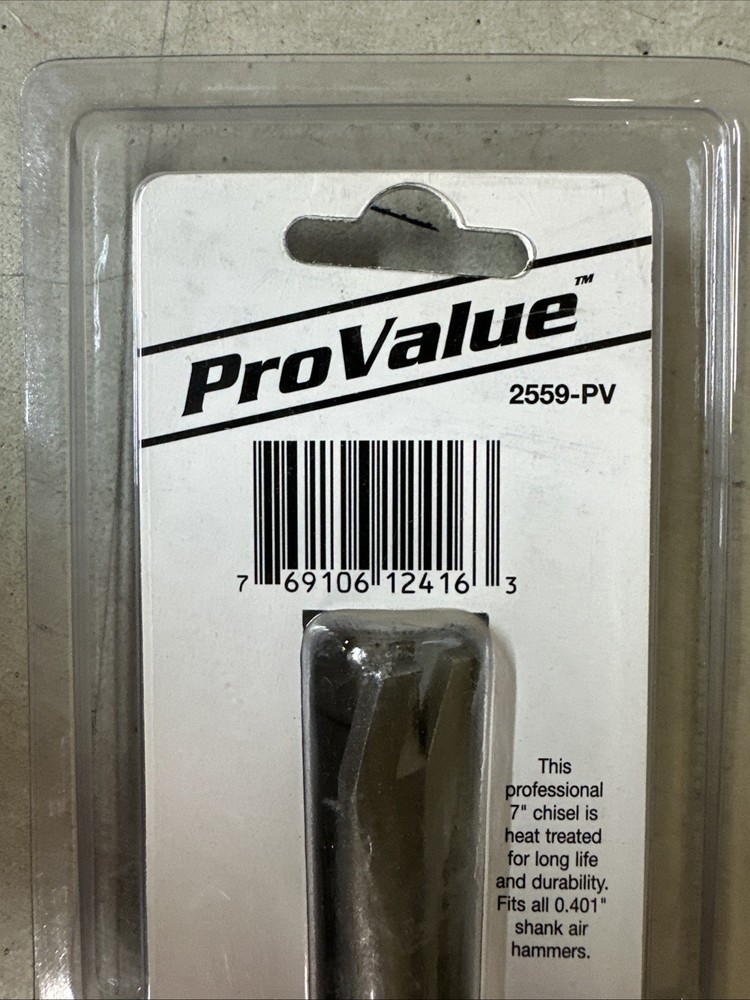 ProValue™
2559-PV
7 69106 12416 3
This
professional
7" chisel is
heat treated
for long life
and durability.
Fits all 0.401"
shank air
hammers.